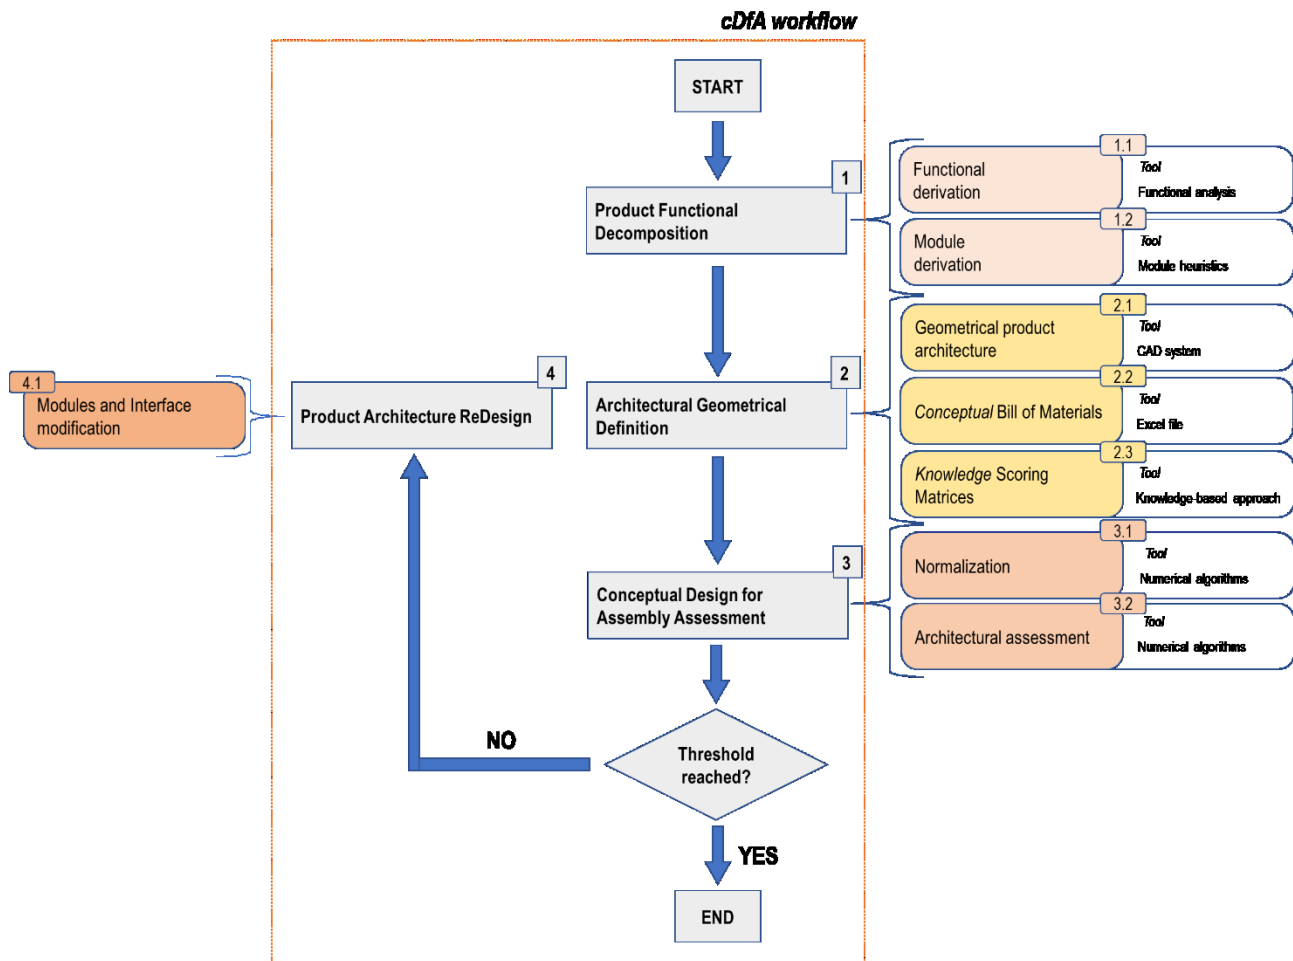 cDfA workflow
START
1
Product Functional
Decomposition
1.1
Functional
derivation
Tool
Functional analysis
1.2
Module
derivation
Tool
Module heuristics
2
Architectural Geometrical
Definition
2.1
Geometrical product
architecture
Tool
CAD system
2.2
Conceptual Bill of Materials
Tool
Excel file
2.3
Knowledge Scoring
Matrices
Tool
Knowledge-based approach
4
Product Architecture ReDesign
4.1
Modules and Interface
modification
3
Conceptual Design for
Assembly Assessment
3.1
Normalization
Tool
Numerical algorithms
3.2
Architectural assessment
Tool
Numerical algorithms
Threshold
reached?
NO
YES
END